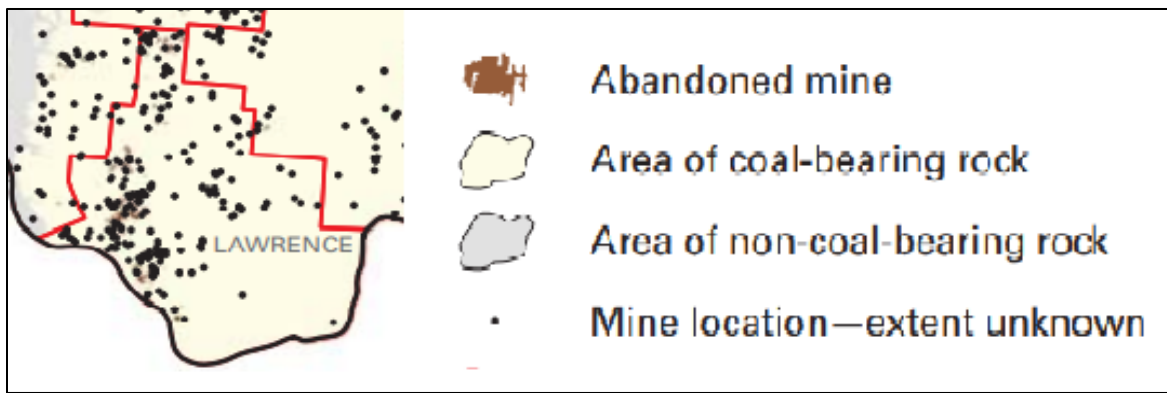 LAWRENCE
Abandoned mine
Area of coal-bearing rock
Area of non-coal-bearing rock
Mine location—extent unknown